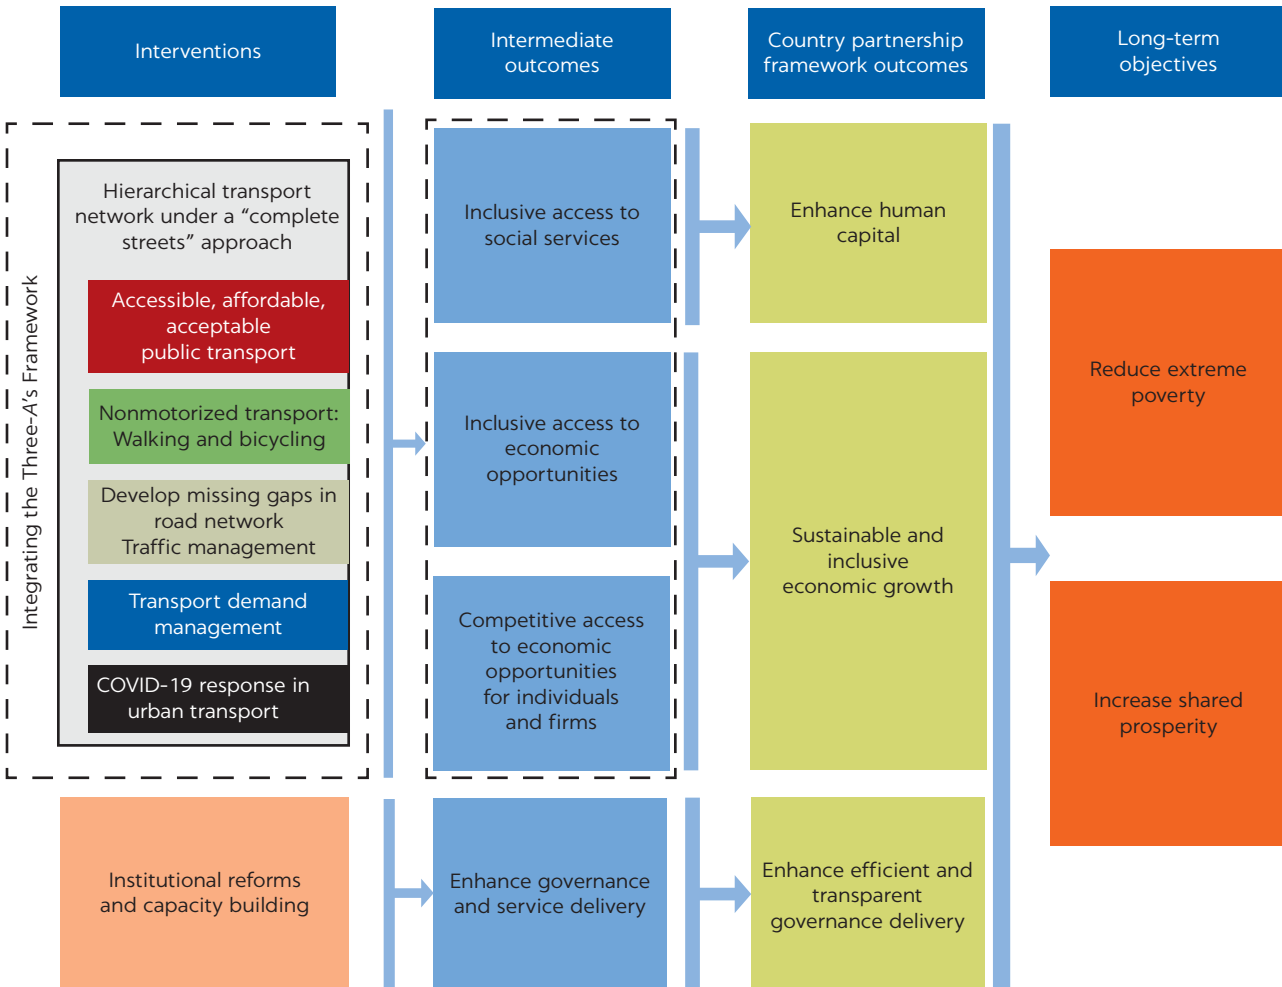 Interventions
Intermediate
outcomes
Country partnership
framework outcomes
Long-term
objectives
Integrating the Three-A's Framework
Hierarchical transport
network under a “complete
streets” approach
Accessible, affordable,
acceptable
public transport
Nonmotorized transport:
Walking and bicycling
Develop missing gaps in
road network
Traffic management
Transport demand
management
COVID-19 response in
urban transport
Institutional reforms
and capacity building
Inclusive access to
social services
Inclusive access to
economic
opportunities
Competitive access
to economic
opportunities
for individuals
and firms
Enhance governance
and service delivery
Enhance human
capital
Sustainable and
inclusive
economic growth
Enhance efficient and
transparent
governance delivery
Reduce extreme
poverty
Increase shared
prosperity